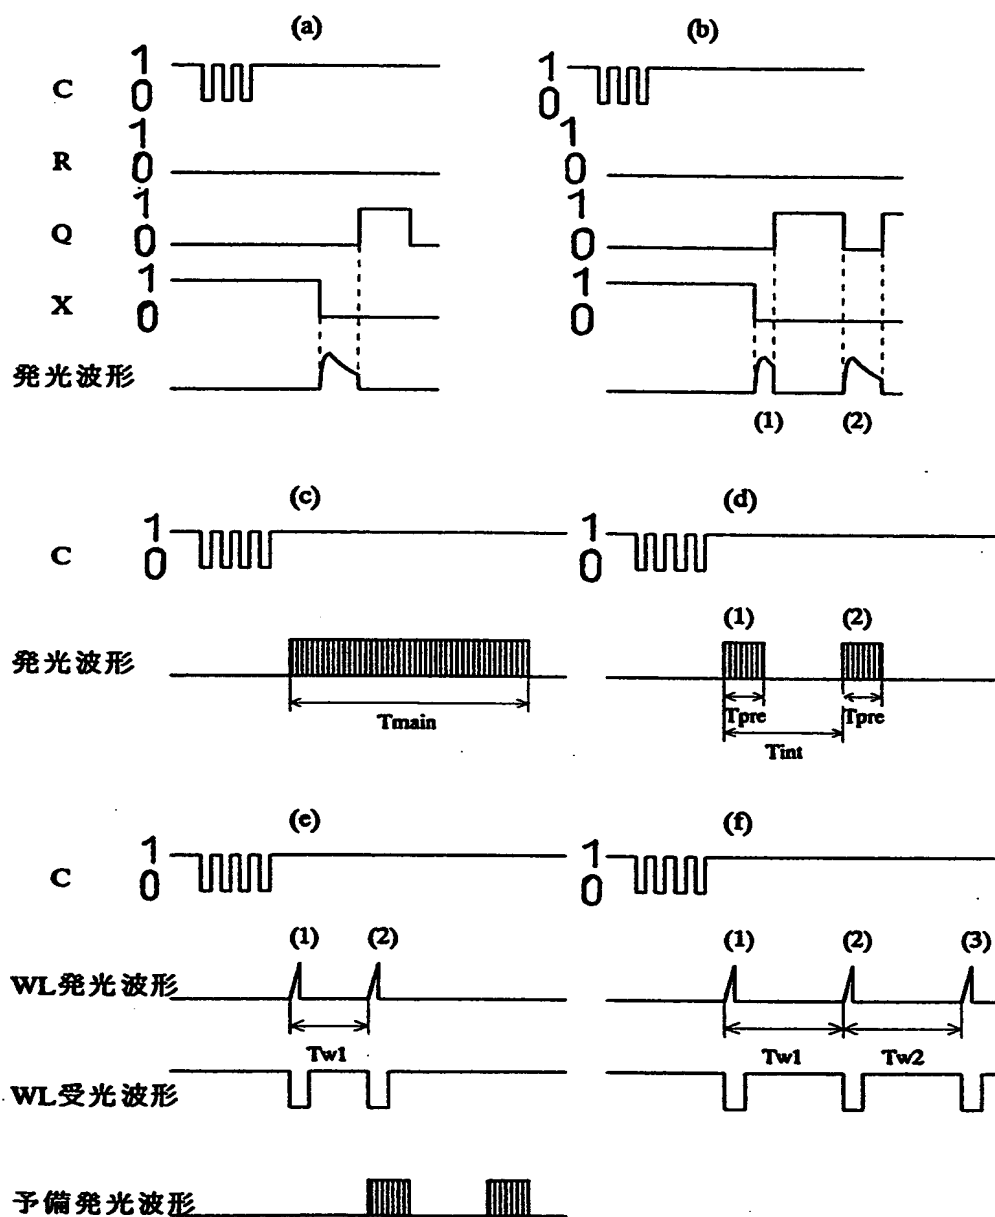 (a) (b)
C 1 0 1 0
R 1 0 1 0
Q 1 0 1 0
X 1 0 1 0
発光波形
(1) (2)
(c) (d)
C 1 0 1 0
(1) (2)
発光波形
Tmain Tpre Tpre
Tint
(e) (f)
C 1 0 1 0
(1) (2) (1) (2) (3)
WL発光波形
Tw1 Tw1 Tw2
WL受光波形
予備発光波形